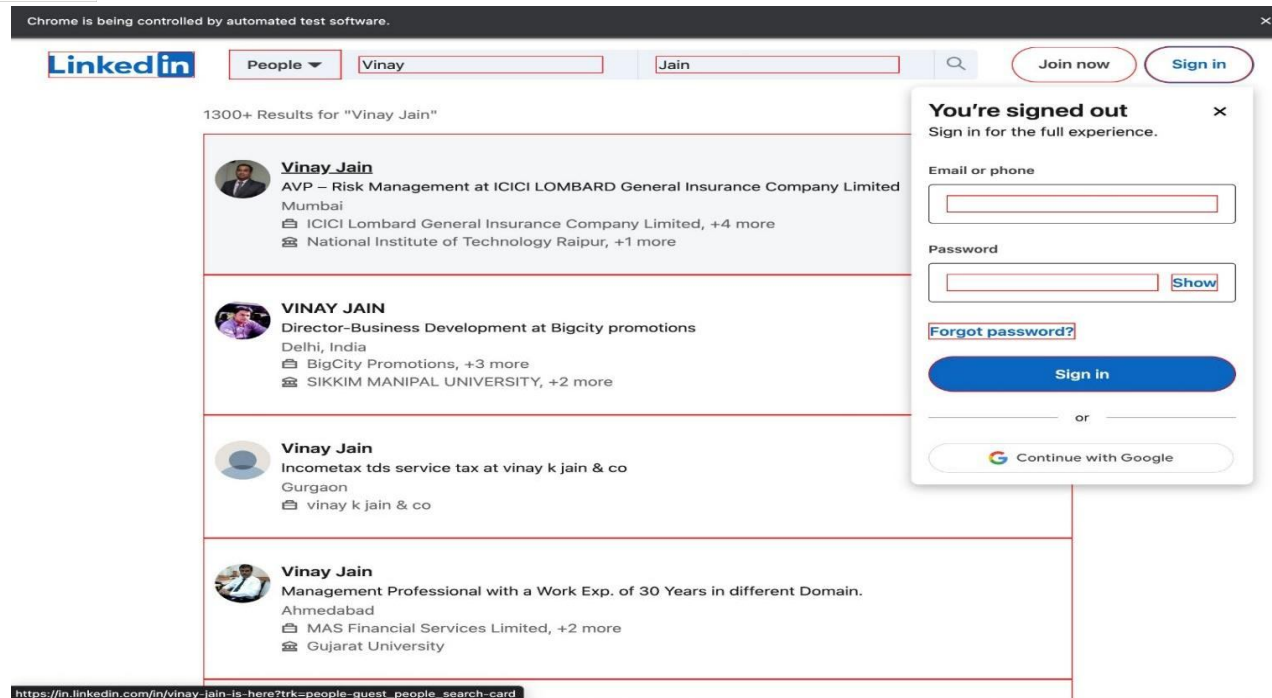 Chrome is being controlled by automated test software.
Linkedin People Vinay Jain Join now Sign in
1300+ Results for "Vinay Jain"
Vinay Jain
AVP – Risk Management at ICICI LOMBARD General Insurance Company Limited
Mumbai
ICICI Lombard General Insurance Company Limited, +4 more
National Institute of Technology Raipur, +1 more
VINAY JAIN
Director-Business Development at Bigcity promotions
Delhi, India
BigCity Promotions, +3 more
SIKKIM MANIPAL UNIVERSITY, +2 more
Vinay Jain
Incometax tds service tax at vinay k jain & co
Gurgaon
vinay k jain & co
Vinay Jain
Management Professional with a Work Exp. of 30 Years in different Domain.
Ahmedabad
MAS Financial Services Limited, +2 more
Gujarat University
You're signed out
Sign in for the full experience.
Email or phone
Password
Show
Forgot password?
Sign in
or
Continue with Google
https://in.linkedin.com/in/vinay-jain-is-here?trk=people-guest_people_search-card